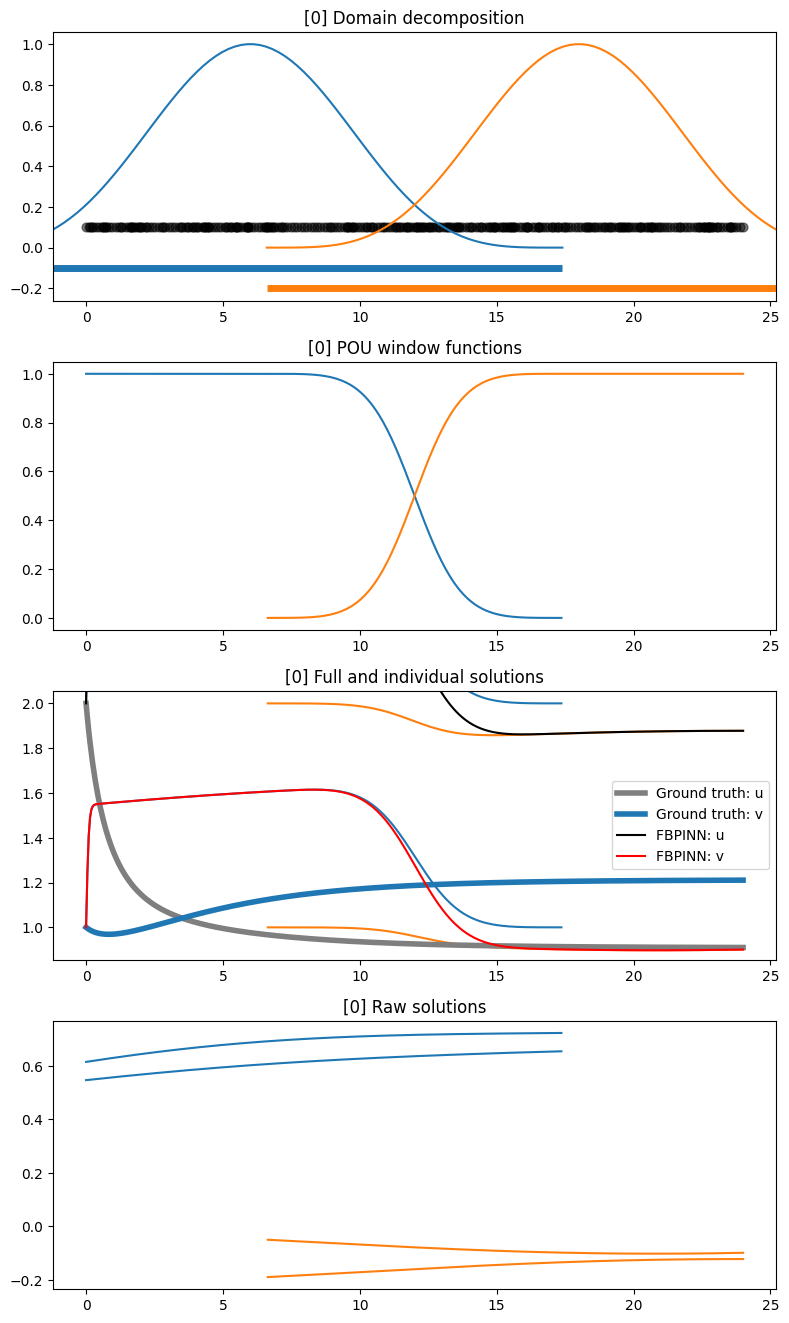 [0] Domain decomposition
1.0
0.8
0.6
0.4
0.2
0.0
−0.2
0 5 10 15 20 25
[0] POU window functions
1.0
0.8
0.6
0.4
0.2
0.0
0 5 10 15 20 25
[0] Full and individual solutions
2.0
1.8
1.6
1.4
1.2
1.0
Ground truth: u
Ground truth: v
FBPINN: u
FBPINN: v
0 5 10 15 20 25
[0] Raw solutions
0.6
0.4
0.2
0.0
−0.2
0 5 10 15 20 25